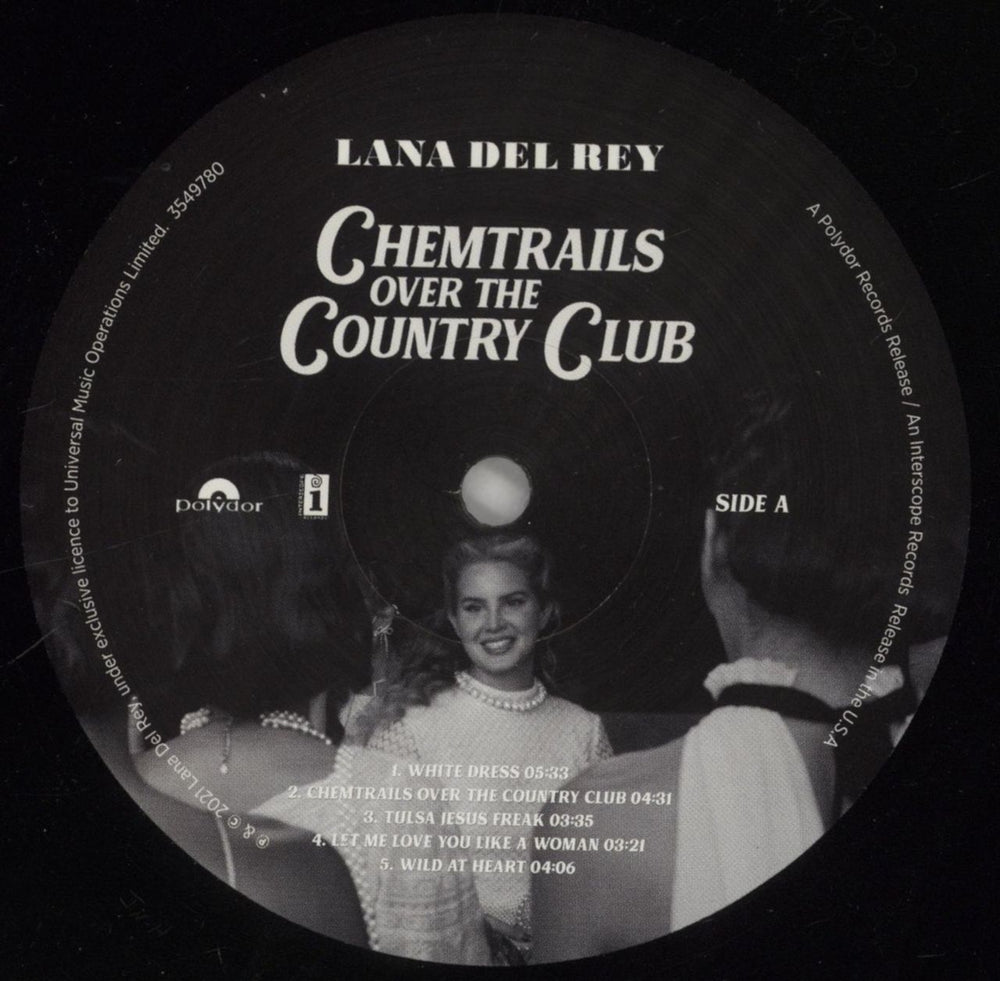 LANA DEL REY
CHEMTRAILS
OVER THE
COUNTRY CLUB
polydor
i
SIDE A
1. WHITE DRESS 05:33
2. CHEMTRAILS OVER THE COUNTRY CLUB 04:31
3. TULSA JESUS FREAK 03:35
4. LET ME LOVE YOU LIKE A WOMAN 03:21
5. WILD AT HEART 04:06
℗ & © 2021 Lana Del Rey, under exclusive licence to Universal Music Operations Limited. 3549780
A Polydor Records Release / An Interscope Records Release in the U.S.A